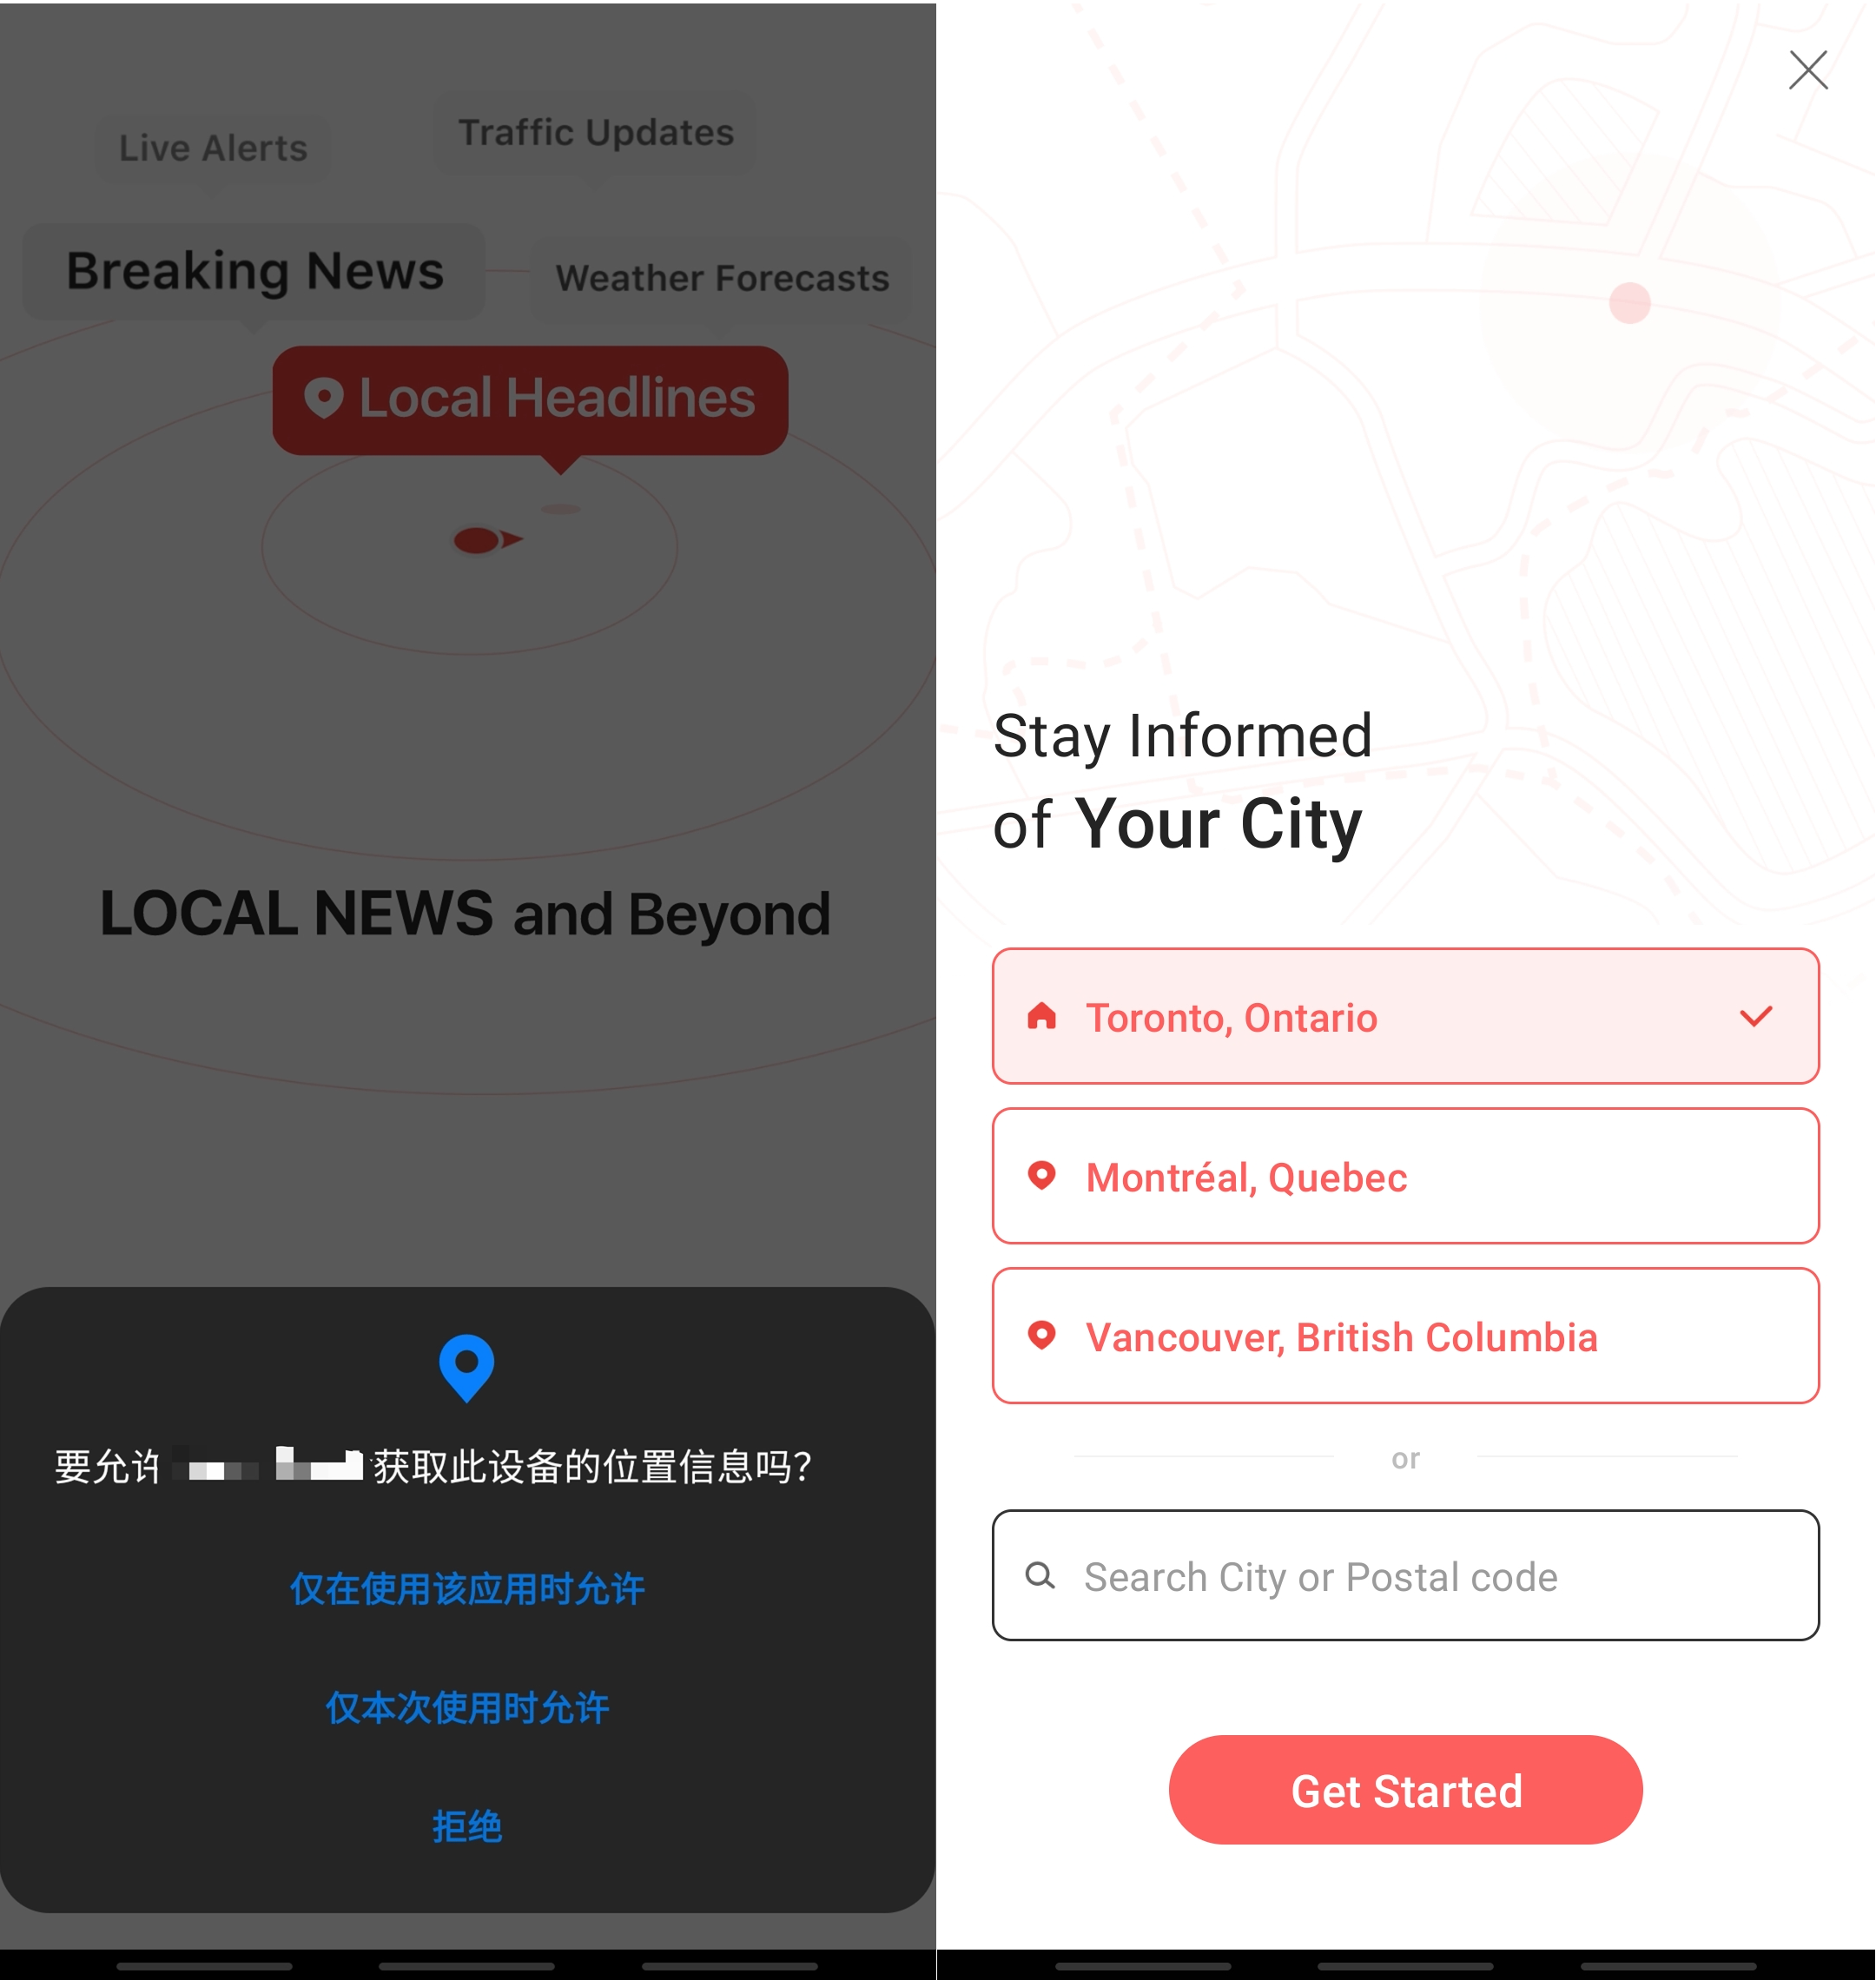 Live Alerts
Traffic Updates
Breaking News
Weather Forecasts
Local Headlines
LOCAL NEWS and Beyond
要允许 获取此设备的位置信息吗?
仅在使用该应用时允许
仅本次使用时允许
拒绝
Stay Informed
of Your City
Toronto, Ontario
Montréal, Quebec
Vancouver, British Columbia
or
Search City or Postal code
Get Started